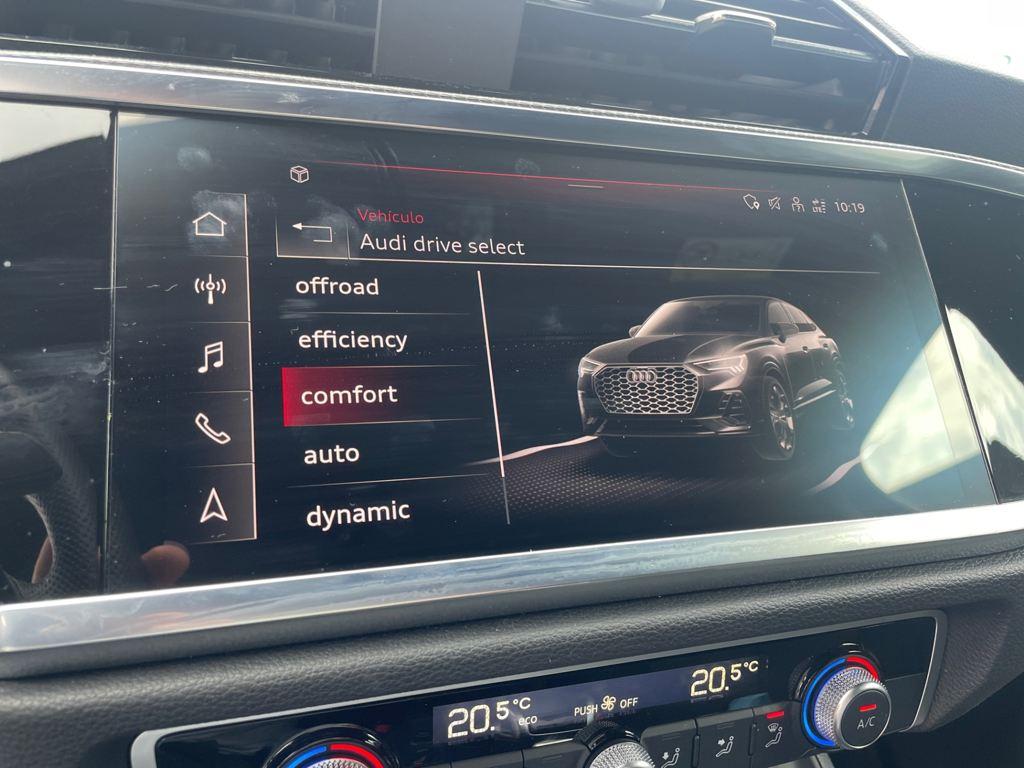 10:19
Vehículo
Audi drive select
offroad
efficiency
comfort
auto
dynamic
20.5°C
eco
PUSH OFF
20.5°C
A/C